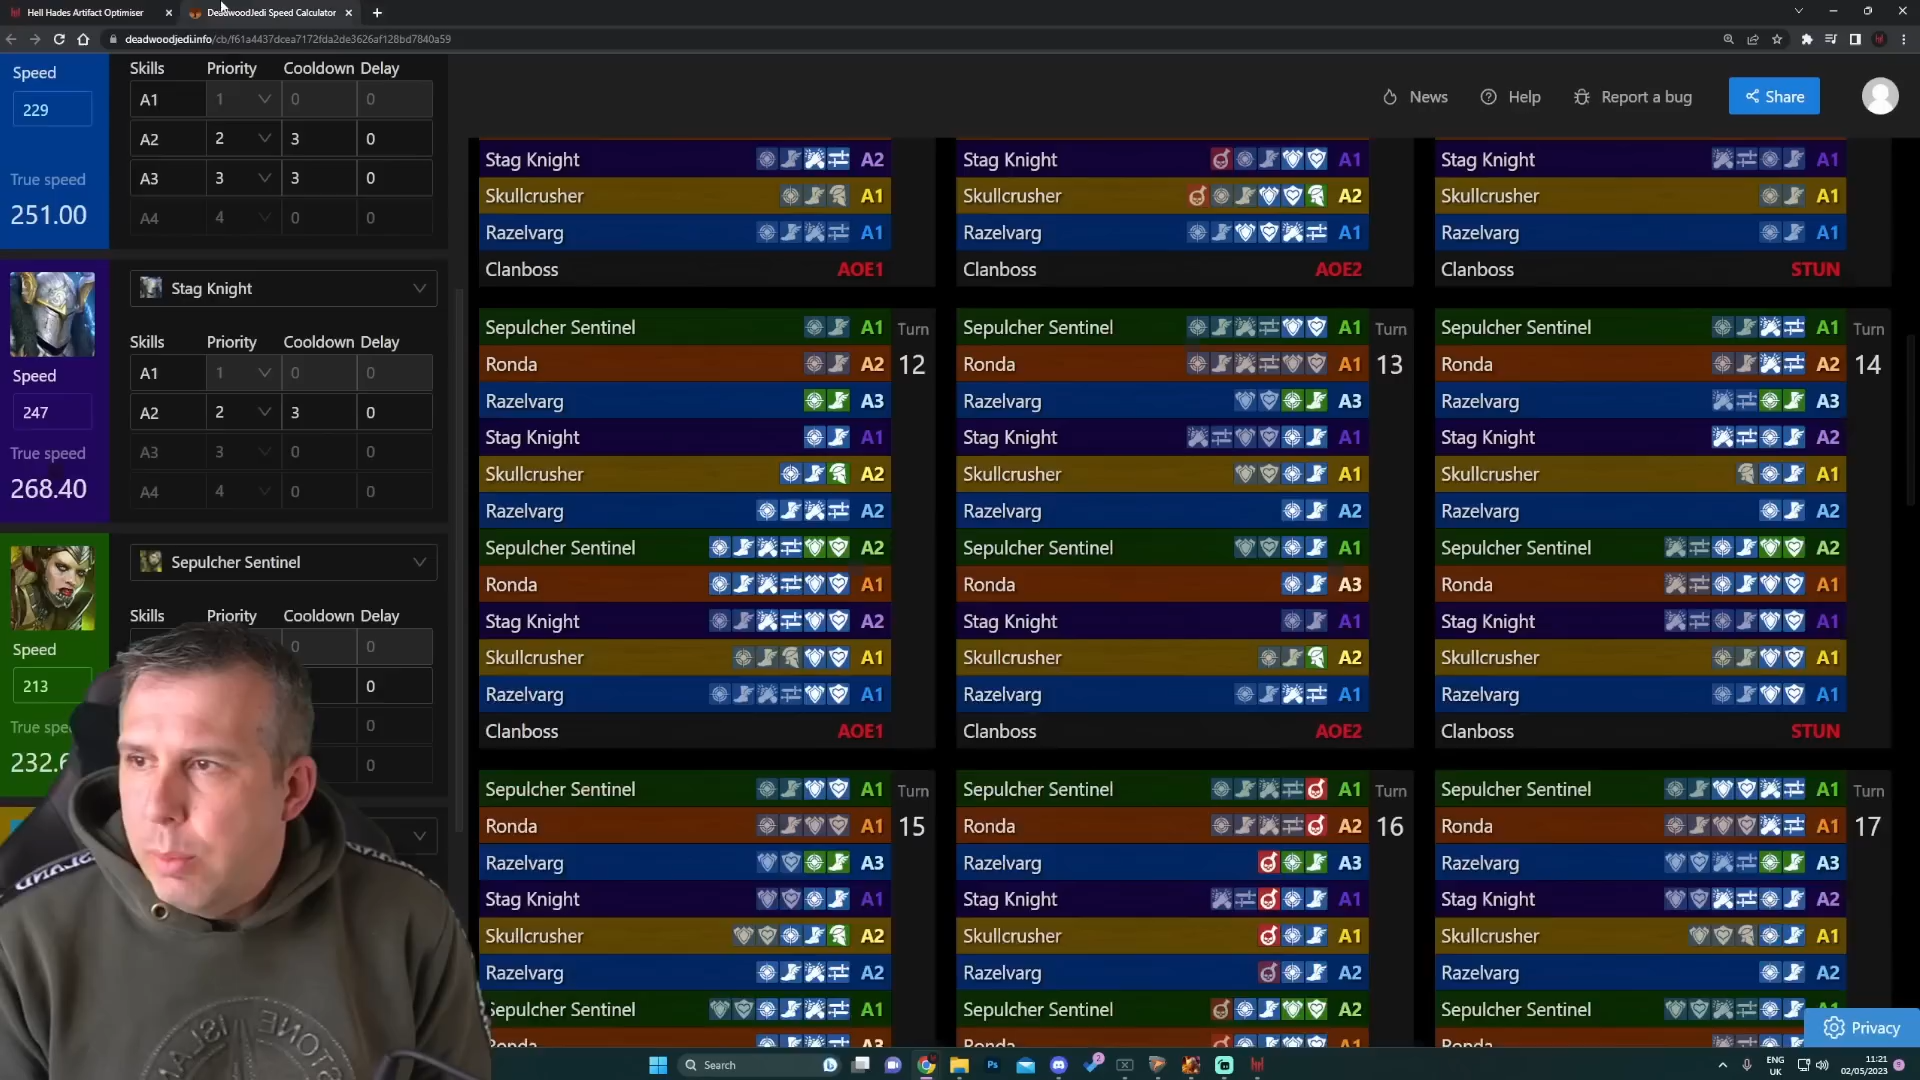 Hell Hades Artifact Optimiser
DeadwoodJedi Speed Calculator
deadwoodjedi.info/cb/f61a4437dcea7172fda2de3626af128bd7840a59
News
Help
Report a bug
Share
Speed
229
True speed
251.00
Skills Priority Cooldown Delay
A1 1 0 0
A2 2 3 0
A3 3 3 0
A4 4 0 0
Stag Knight
Speed
247
True speed
268.40
Skills Priority Cooldown Delay
A1 1 0 0
A2 2 3 0
A3 3 0 0
A4 4 0 0
Sepulcher Sentinel
Speed
213
Skills Priority Cooldown Delay
0 0
0
0
0
Stag Knight A2
Skullcrusher A1
Razelvarg A1
Clanboss AOE1
Stag Knight A1
Skullcrusher A2
Razelvarg A1
Clanboss AOE2
Stag Knight A1
Skullcrusher A1
Razelvarg A1
Clanboss STUN
Turn 12
Sepulcher Sentinel A1
Ronda A2
Razelvarg A3
Stag Knight A1
Skullcrusher A2
Razelvarg A2
Sepulcher Sentinel A2
Ronda A1
Stag Knight A2
Skullcrusher A1
Razelvarg A1
Clanboss AOE1
Turn 13
Sepulcher Sentinel A1
Ronda A1
Razelvarg A3
Stag Knight A1
Skullcrusher A1
Razelvarg A2
Sepulcher Sentinel A1
Ronda A3
Stag Knight A1
Skullcrusher A2
Razelvarg A1
Clanboss AOE2
Turn 14
Sepulcher Sentinel A1
Ronda A2
Razelvarg A3
Stag Knight A2
Skullcrusher A1
Razelvarg A2
Sepulcher Sentinel A2
Ronda A1
Stag Knight A1
Skullcrusher A1
Razelvarg A1
Clanboss STUN
Turn 15
Sepulcher Sentinel A1
Ronda A1
Razelvarg A3
Stag Knight A1
Skullcrusher A2
Razelvarg A2
Sepulcher Sentinel A1
Turn 16
Sepulcher Sentinel A1
Ronda A2
Razelvarg A3
Stag Knight A1
Skullcrusher A1
Razelvarg A2
Sepulcher Sentinel A2
Turn 17
Sepulcher Sentinel A1
Ronda A1
Razelvarg A3
Stag Knight A2
Skullcrusher A1
Razelvarg A2
Sepulcher Sentinel
Privacy
Search
ENG
UK
11:21
02/05/2023